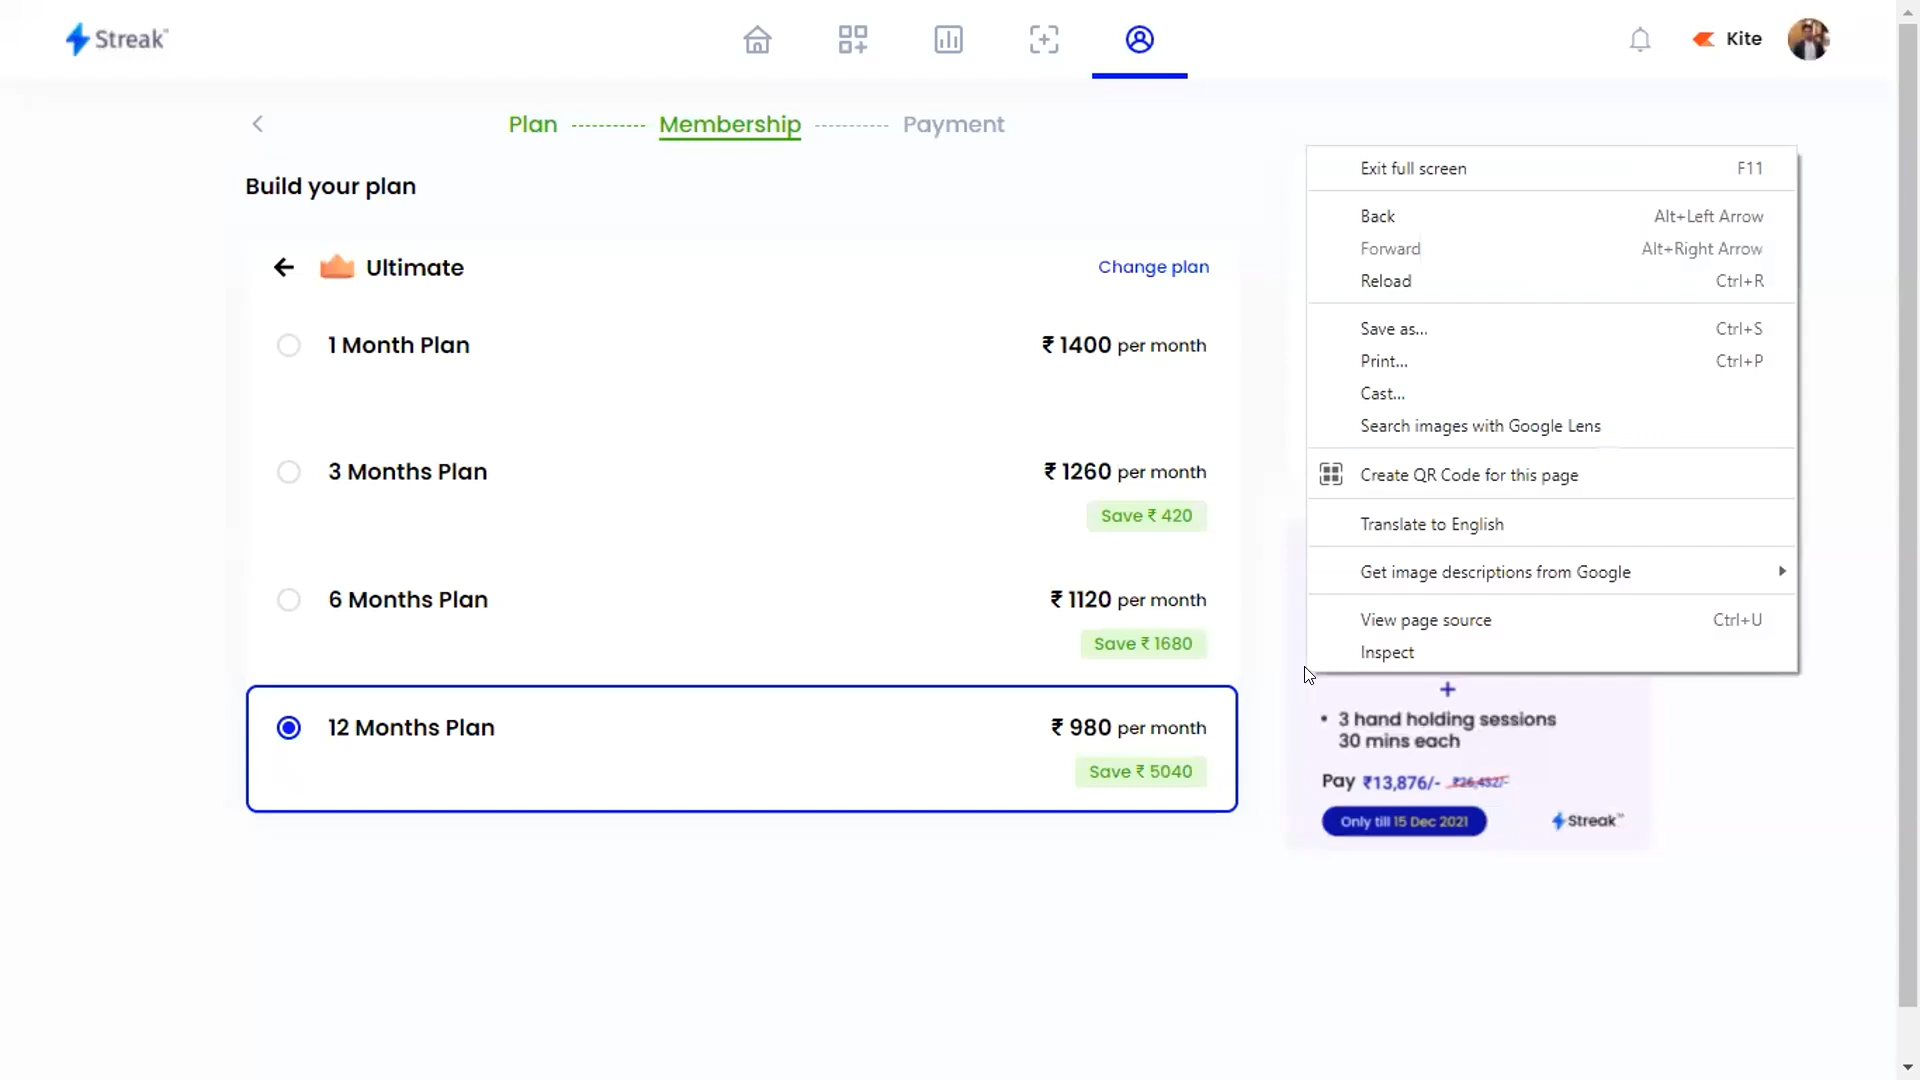 Streak™
Kite
Plan
Membership
Payment
Build your plan
Ultimate
Change plan
1 Month Plan
₹ 1400 per month
3 Months Plan
₹ 1260 per month
Save ₹ 420
6 Months Plan
₹ 1120 per month
Save ₹ 1680
12 Months Plan
₹ 980 per month
Save ₹ 5040
Exit full screen F11
Back Alt+Left Arrow
Forward Alt+Right Arrow
Reload Ctrl+R
Save as... Ctrl+S
Print... Ctrl+P
Cast...
Search images with Google Lens
Create QR Code for this page
Translate to English
Get image descriptions from Google
View page source Ctrl+U
Inspect
+
• 3 hand holding sessions
30 mins each
Pay ₹13,876/- ₹26,432/-
Only till 15 Dec 2021
Streak™